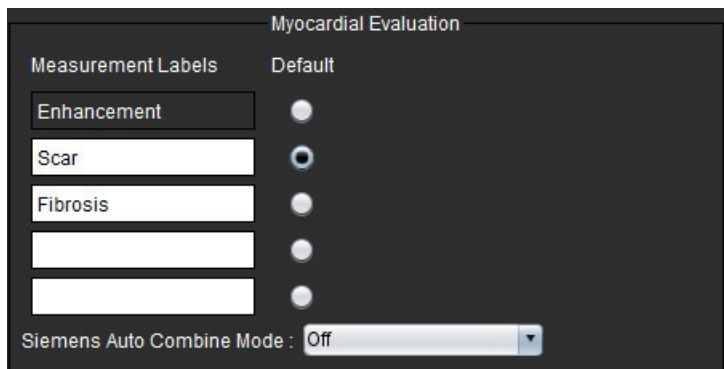 Myocardial Evaluation
Measurement Labels Default
Enhancement
Scar
Fibrosis
Siemens Auto Combine Mode : Off